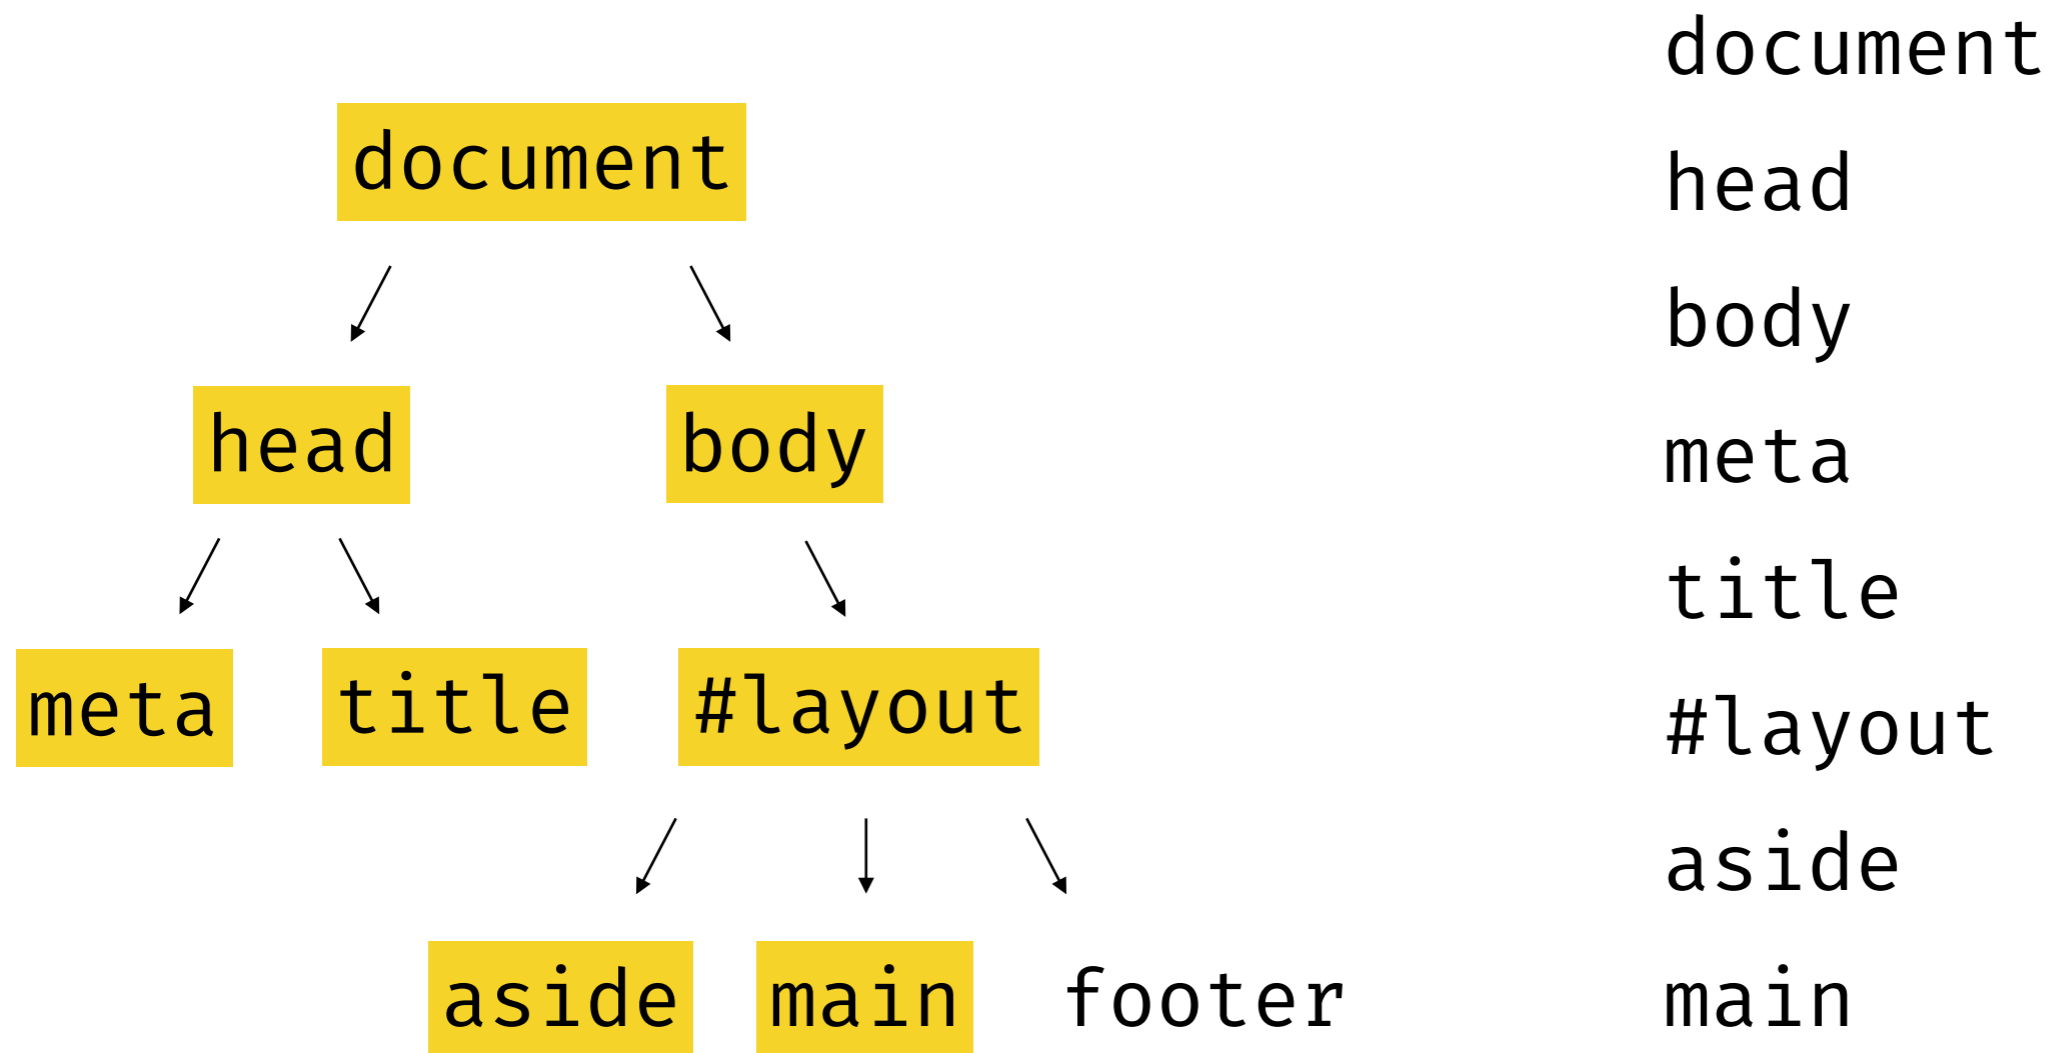 document
head body
meta title #layout
aside main footer
document
head
body
meta
title
#layout
aside
main